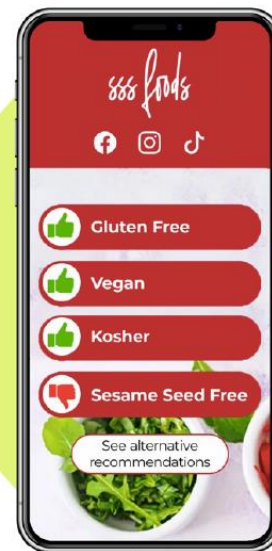 sss foods
Gluten Free
Vegan
Kosher
Sesame Seed Free
See alternative
recommendations